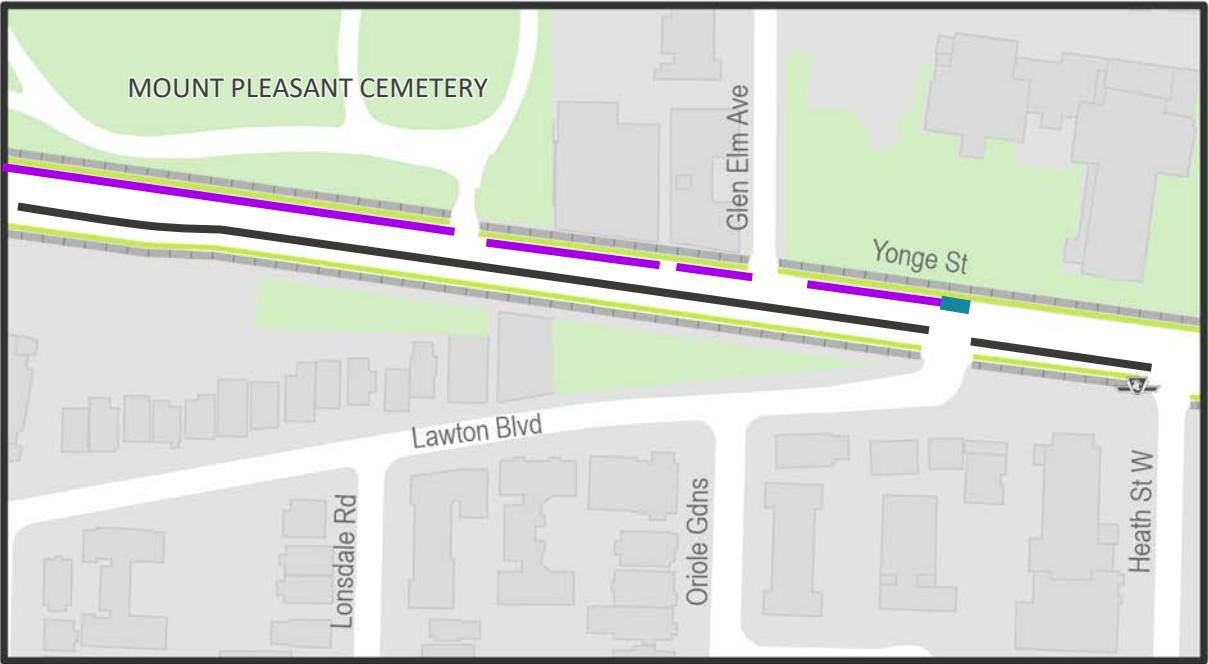 MOUNT PLEASANT CEMETERY
Glen Elm Ave
Yonge St
Lawton Blvd
Lonsdale Rd
Oriole Gdns
Heath St W